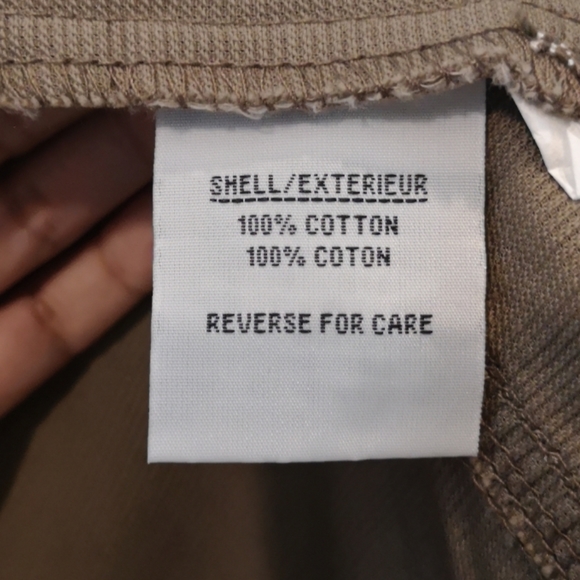 SHELL/EXTERIEUR
100% COTTON
100% COTON
REVERSE FOR CARE